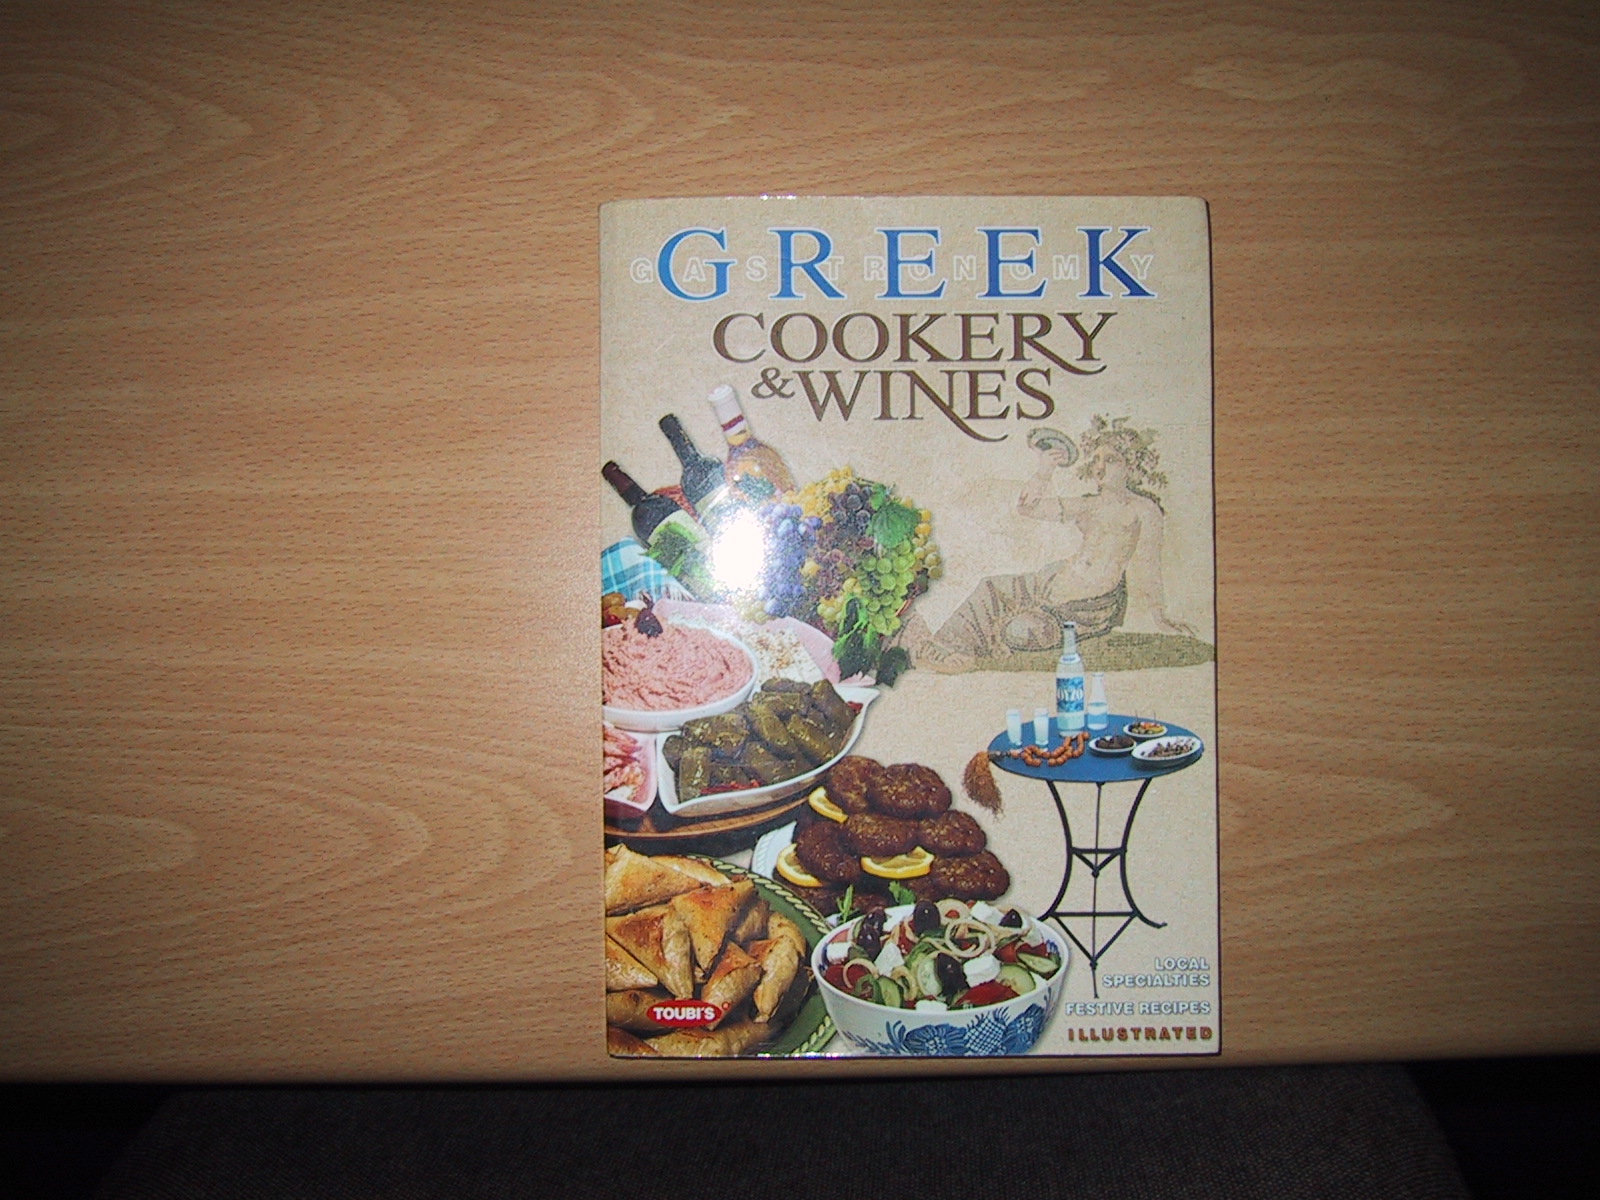 GREEK
GASTRONOMY
COOKERY
& WINES
ΟΥΖΟ
LOCAL
SPECIALTIES
FESTIVE RECIPES
ILLUSTRATED
TOUBI'S